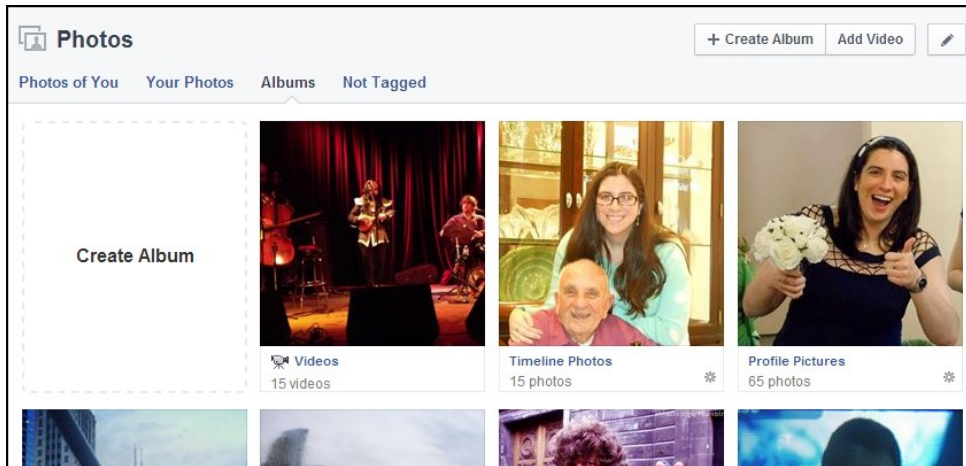 Photos
+ Create Album Add Video
Photos of You Your Photos Albums Not Tagged
Create Album
Videos
15 videos
Timeline Photos
15 photos
Profile Pictures
65 photos